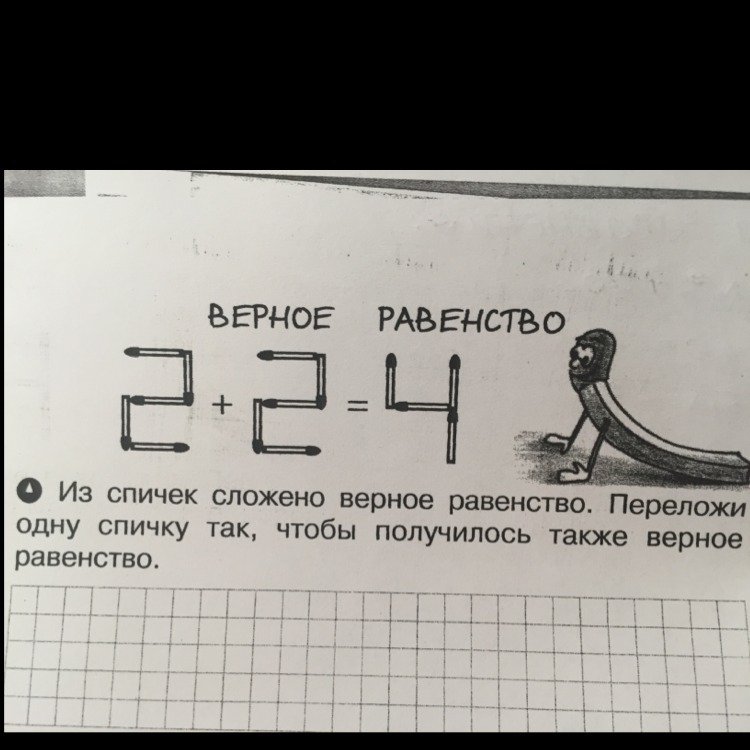 ВЕРНОЕ РАВЕНСТВО
2 + 2 = 4
Из спичек сложено верное равенство. Переложи
одну спичку так, чтобы получилось также верное
равенство.